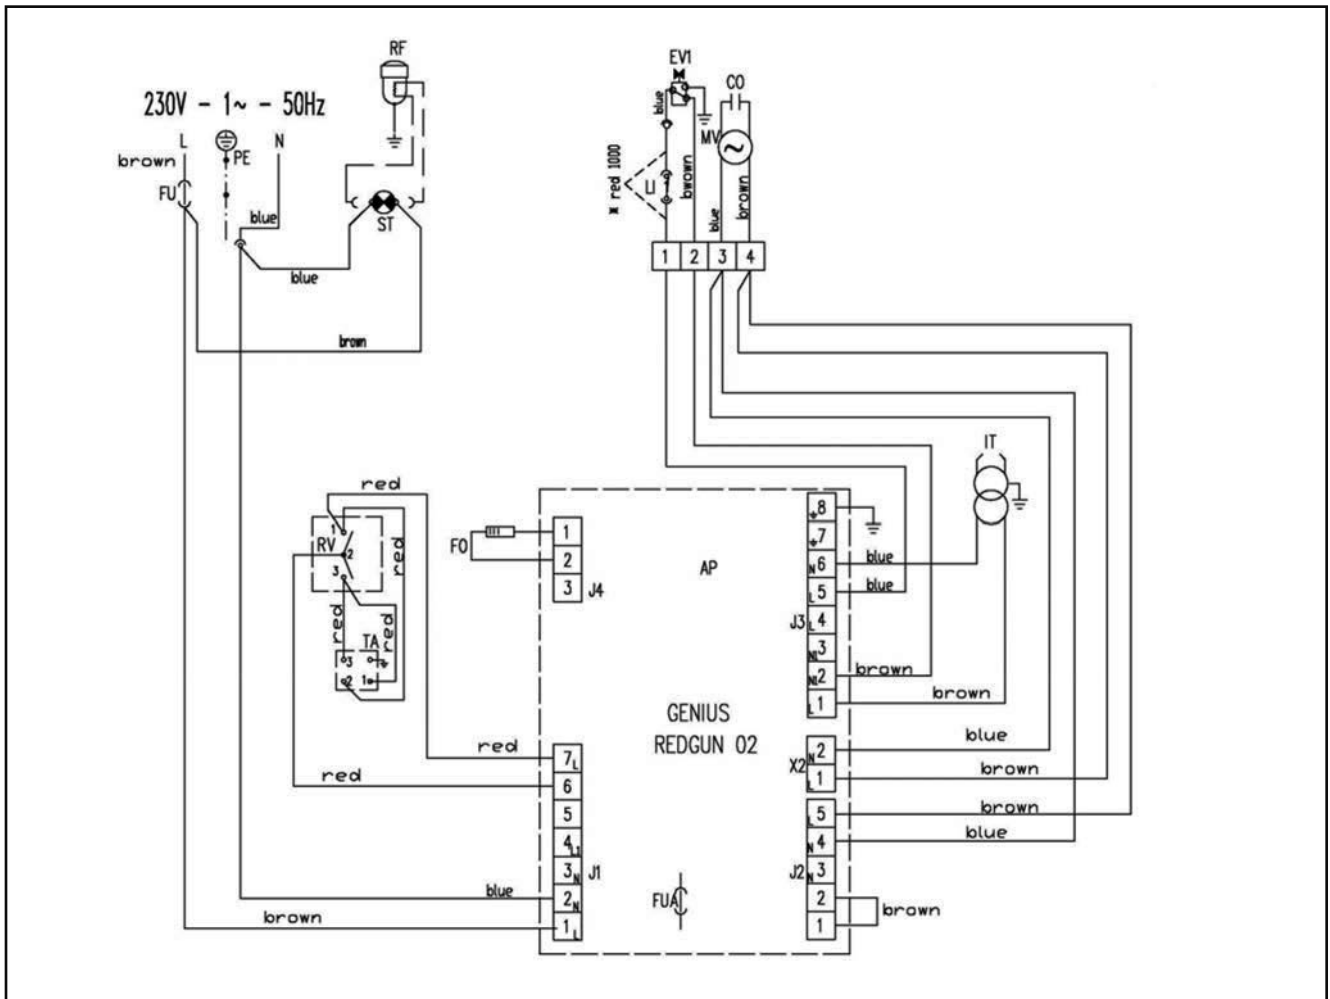 RF
EV1
CO
230V - 1~ - 50Hz
L
PE
N
brown
FU
blue
ST
blue
brown
blue
MV
* red 1000
LI
bwown
blue
brown
1 2 3 4
IT
red
1
RV
2
3
red
red
red
TA
3
2 1
FO
1
2
3
J4
AP
8
7
N 6
blue
L 5
blue
J3
L 4
N1 3
N1 2
brown
L 1
brown
GENIUS
REDGUN 02
red
7 L
red
6
5
4 L1
3 N
J1
blue
2 N
brown
1 L
FUA
X2
N 2
blue
L 1
brown
L 5
brown
N 4
blue
J2
N 3
2
1
brown